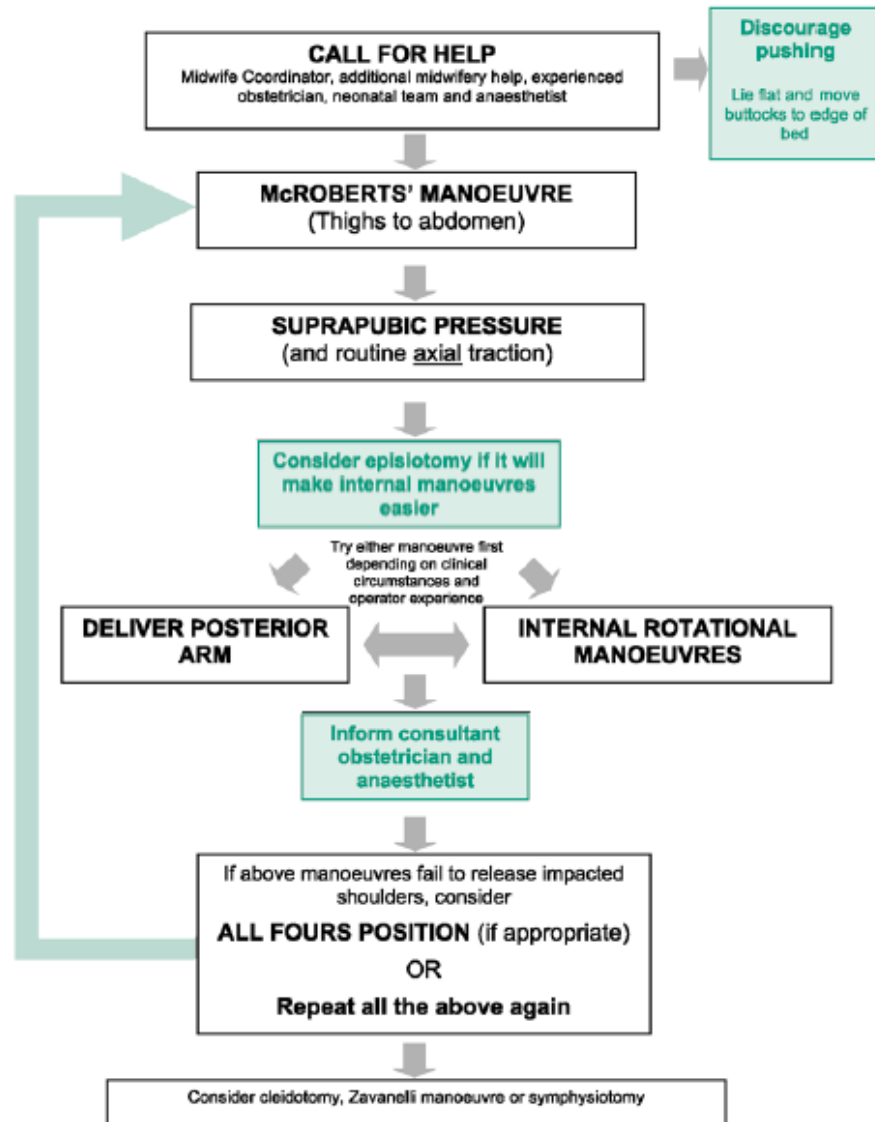 CALL FOR HELP
Midwife Coordinator, additional midwifery help, experienced
obstetrician, neonatal team and anaesthetist
Discourage
pushing
Lie flat and move
buttocks to edge of
bed
McROBERTS' MANOEUVRE
(Thighs to abdomen)
SUPRAPUBIC PRESSURE
(and routine axial traction)
Consider episiotomy if it will
make internal manoeuvres
easier
Try either manoeuvre first
depending on clinical
circumstances and
operator experience
DELIVER POSTERIOR
ARM
INTERNAL ROTATIONAL
MANOEUVRES
Inform consultant
obstetrician and
anaesthetist
If above manoeuvres fail to release impacted
shoulders, consider
ALL FOURS POSITION (if appropriate)
OR
Repeat all the above again
Consider cleidotomy, Zavanelli manoeuvre or symphysiotomy